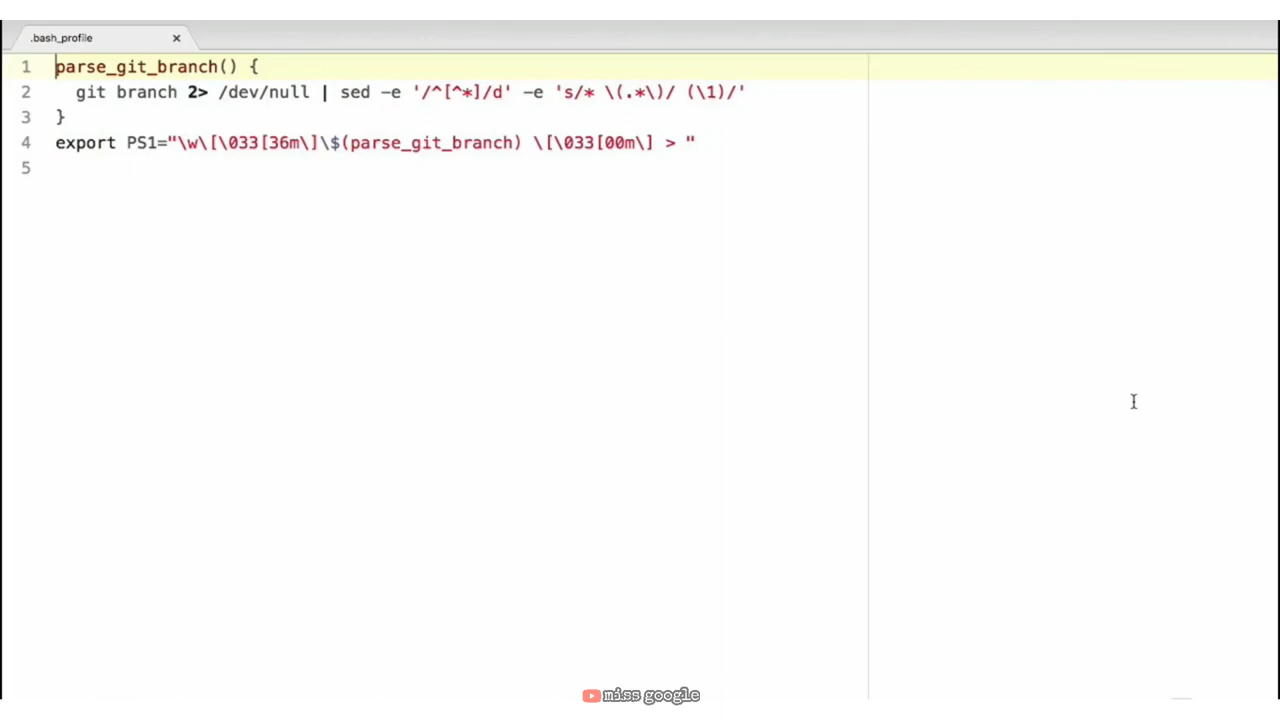 .bash_profile ×
1 parse_git_branch() {
2   git branch 2> /dev/null | sed -e '/^[^*]/d' -e 's/* \(.*\)/ (\1)/'
3 }
4 export PS1="\w\[\033[36m\]\$(parse_git_branch) \[\033[00m\] > "
5
miss google